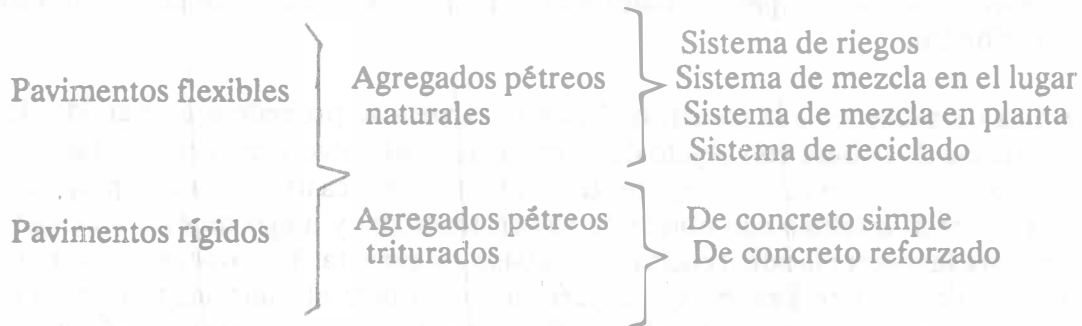 Pavimentos flexibles
Agregados pétreos
naturales
Sistema de riegos
Sistema de mezcla en el lugar
Sistema de mezcla en planta
Sistema de reciclado
Pavimentos rígidos
Agregados pétreos
triturados
De concreto simple
De concreto reforzado